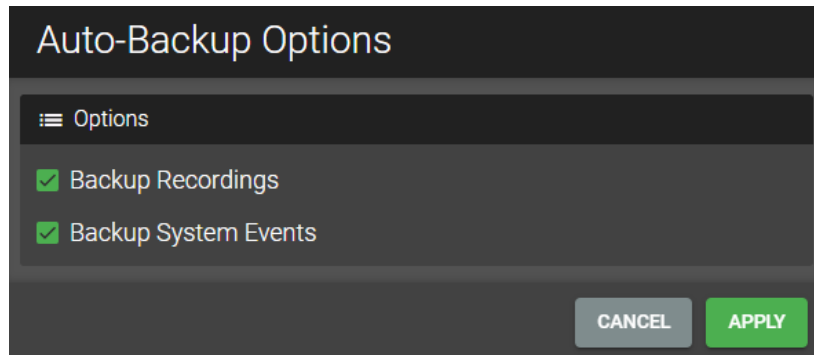 Auto-Backup Options
Options
Backup Recordings
Backup System Events
CANCEL APPLY